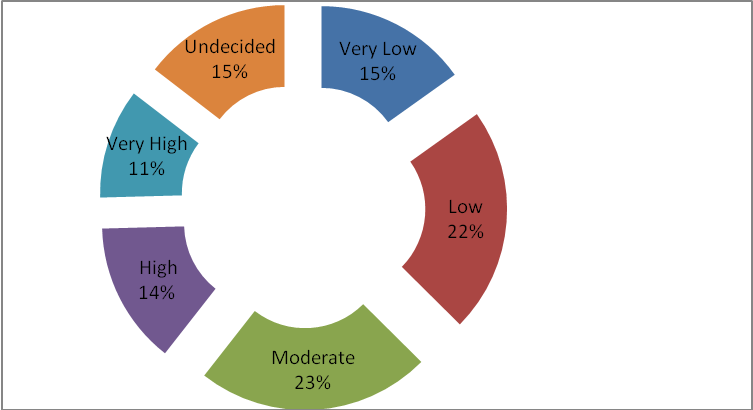 Undecided
15%
Very Low
15%
Very High
11%
Low
22%
High
14%
Moderate
23%